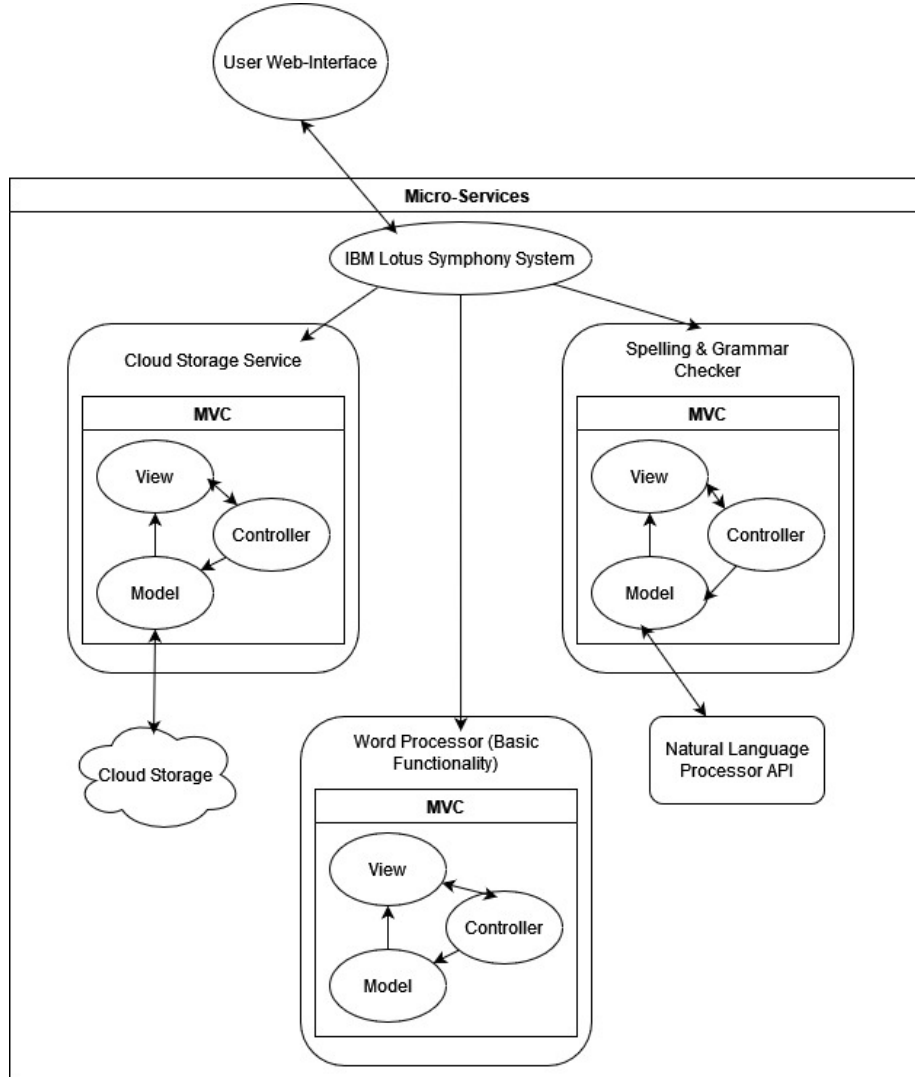 User Web-Interface
Micro-Services
IBM Lotus Symphony System
Cloud Storage Service
MVC
View
Controller
Model
Cloud Storage
Spelling & Grammar
Checker
MVC
View
Controller
Model
Natural Language
Processor API
Word Processor (Basic
Functionality)
MVC
View
Controller
Model